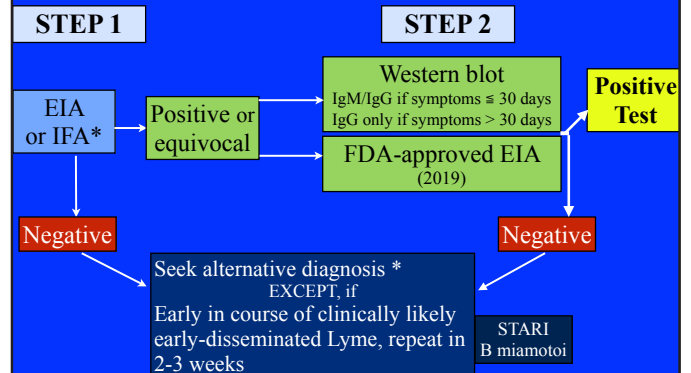 STEP 1
STEP 2
EIA
or IFA*
Positive or
equivocal
Western blot
IgM/IgG if symptoms ≦ 30 days
IgG only if symptoms > 30 days
FDA-approved EIA
(2019)
Positive
Test
Negative
Negative
Seek alternative diagnosis *
EXCEPT, if
Early in course of clinically likely
early-disseminated Lyme, repeat in
2-3 weeks
STARI
B miamotoi